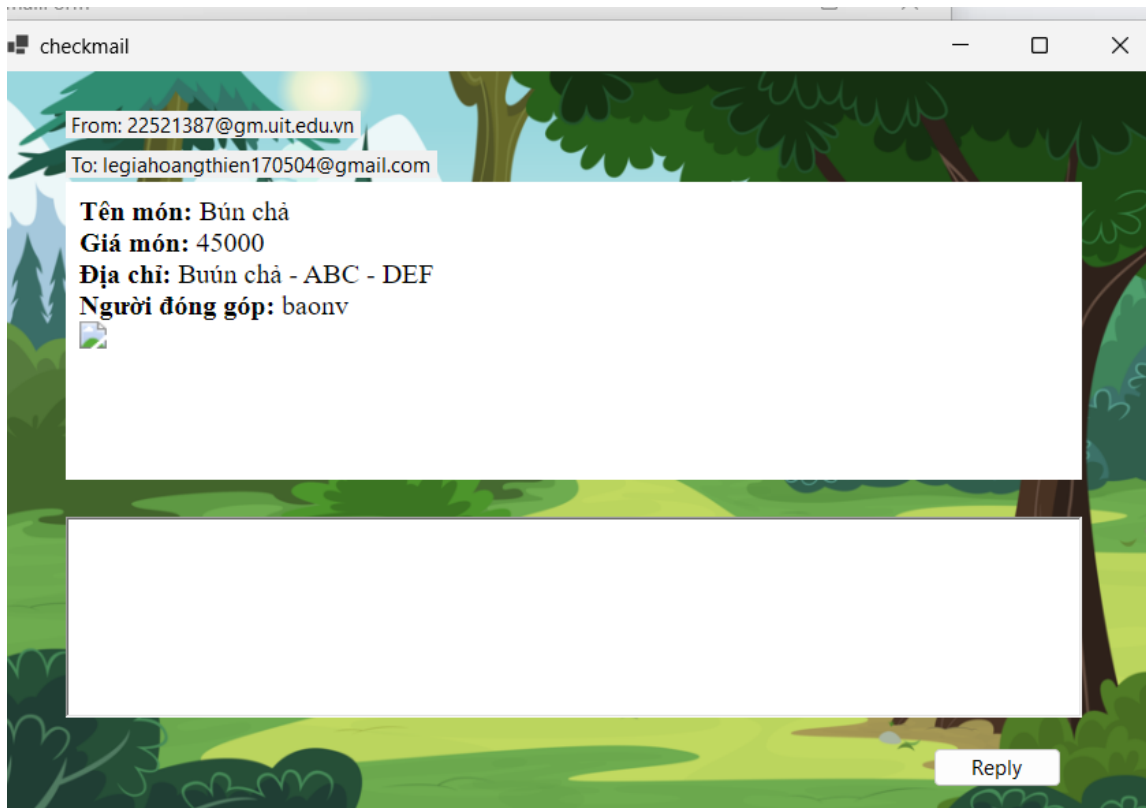 checkmail
From: 22521387@gm.uit.edu.vn
To: legiahoangthien170504@gmail.com
Tên món: Bún chả
Giá món: 45000
Địa chỉ: Buún chả - ABC - DEF
Người đóng góp: baonv
Reply